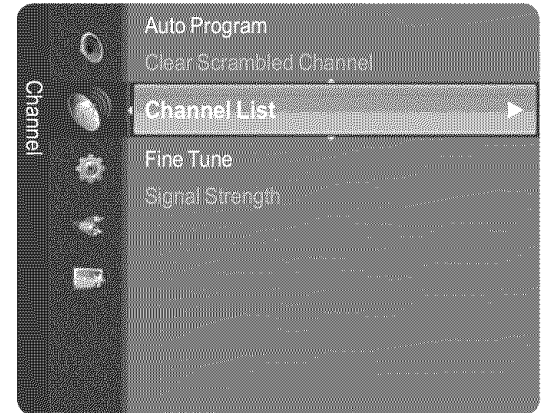 Channel
Auto Program
Clear Scrambled Channel
Channel List
Fine Tune
Signal Strength